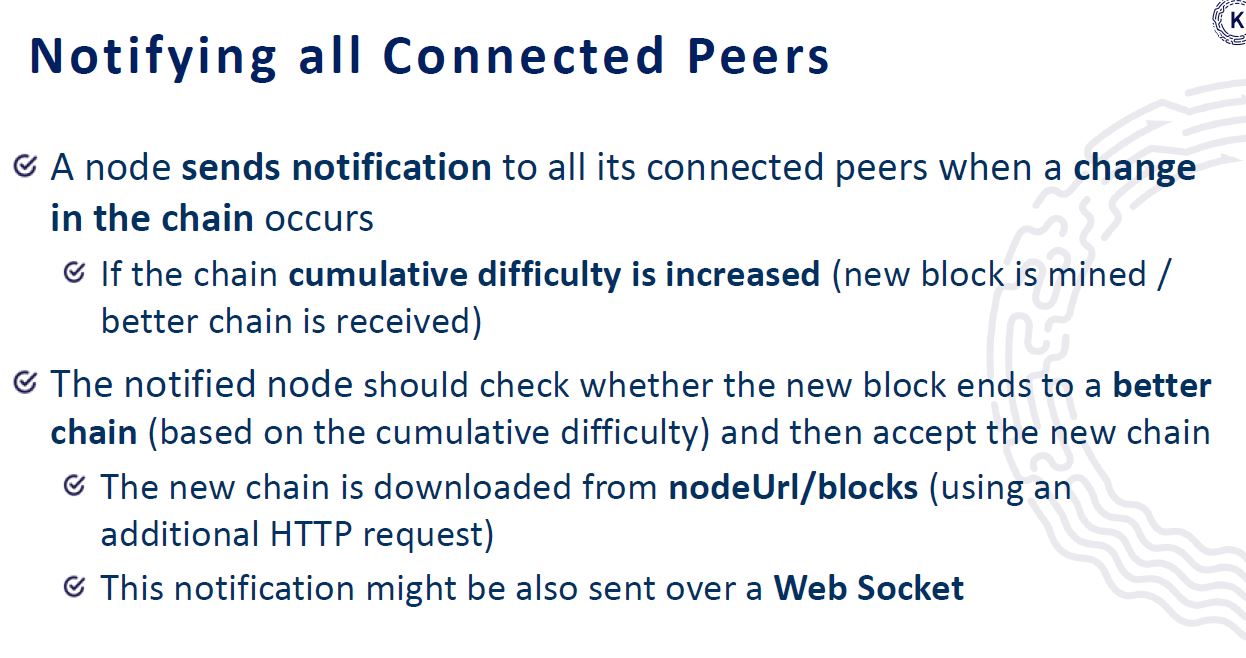 K
Notifying all Connected Peers
A node sends notification to all its connected peers when a change
in the chain occurs
If the chain cumulative difficulty is increased (new block is mined /
better chain is received)
The notified node should check whether the new block ends to a better
chain (based on the cumulative difficulty) and then accept the new chain
The new chain is downloaded from nodeUrl/blocks (using an
additional HTTP request)
This notification might be also sent over a Web Socket